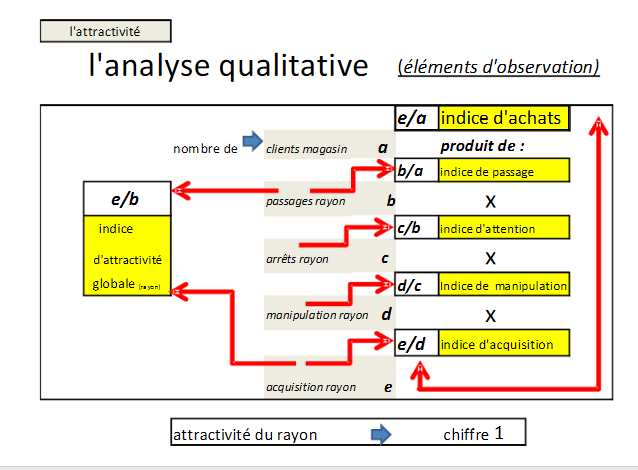 l'attractivité
l'analyse qualitative (éléments d'observation)
e/a indice d'achats
nombre de clients magasin a produit de :
b/a indice de passage
e/b passages rayon b X
indice c/b indice d'attention
d'attractivité arrêts rayon c X
globale (rayon) d/c Indice de manipulation
manipulation rayon d X
e/d indice d'acquisition
acquisition rayon e
attractivité du rayon chiffre 1